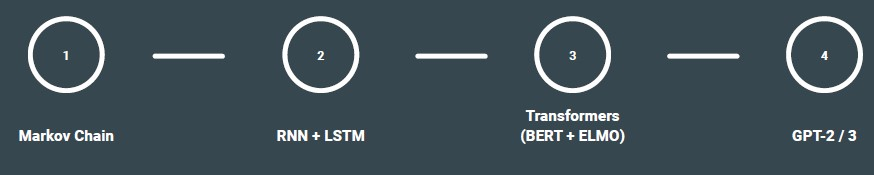 1
2
3
4
Markov Chain
RNN + LSTM
Transformers
(BERT + ELMO)
GPT-2 / 3